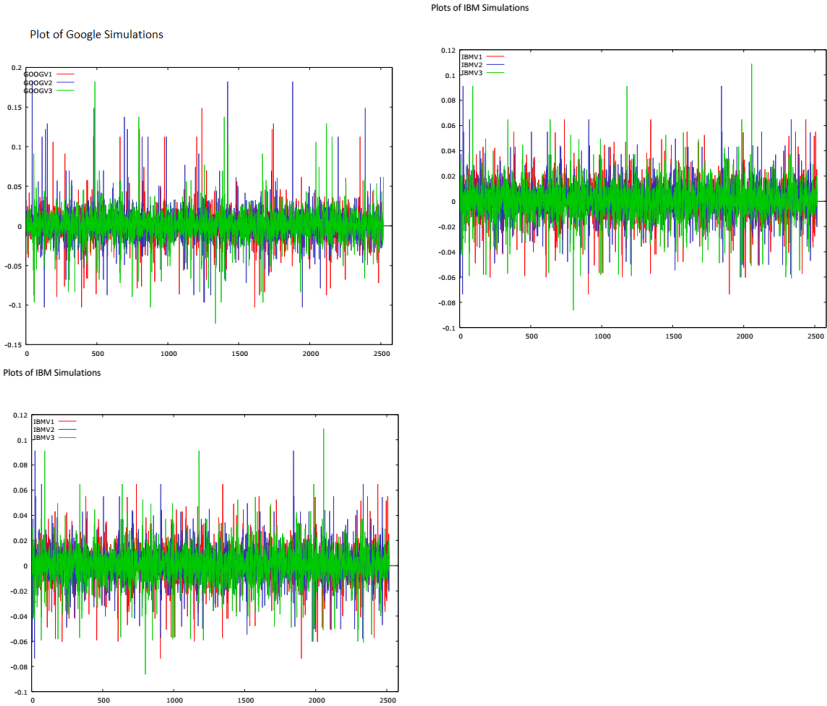 Plots of IBM Simulations
Plot of Google Simulations
0.2
0.15
0.1
0.05
0
-0.05
-0.1
-0.15
GOOGV1
GOOGV2
GOOGV3
0 500 1000 1500 2000 2500
0.12
0.1
0.08
0.06
0.04
0.02
0
-0.02
-0.04
-0.06
-0.08
-0.1
IBMV1
IBMV2
IBMV3
0 500 1000 1500 2000 2500
Plots of IBM Simulations
0.12
0.1
0.08
0.06
0.04
0.02
0
-0.02
-0.04
-0.06
-0.08
-0.1
IBMV1
IBMV2
IBMV3
0 500 1000 1500 2000 2500